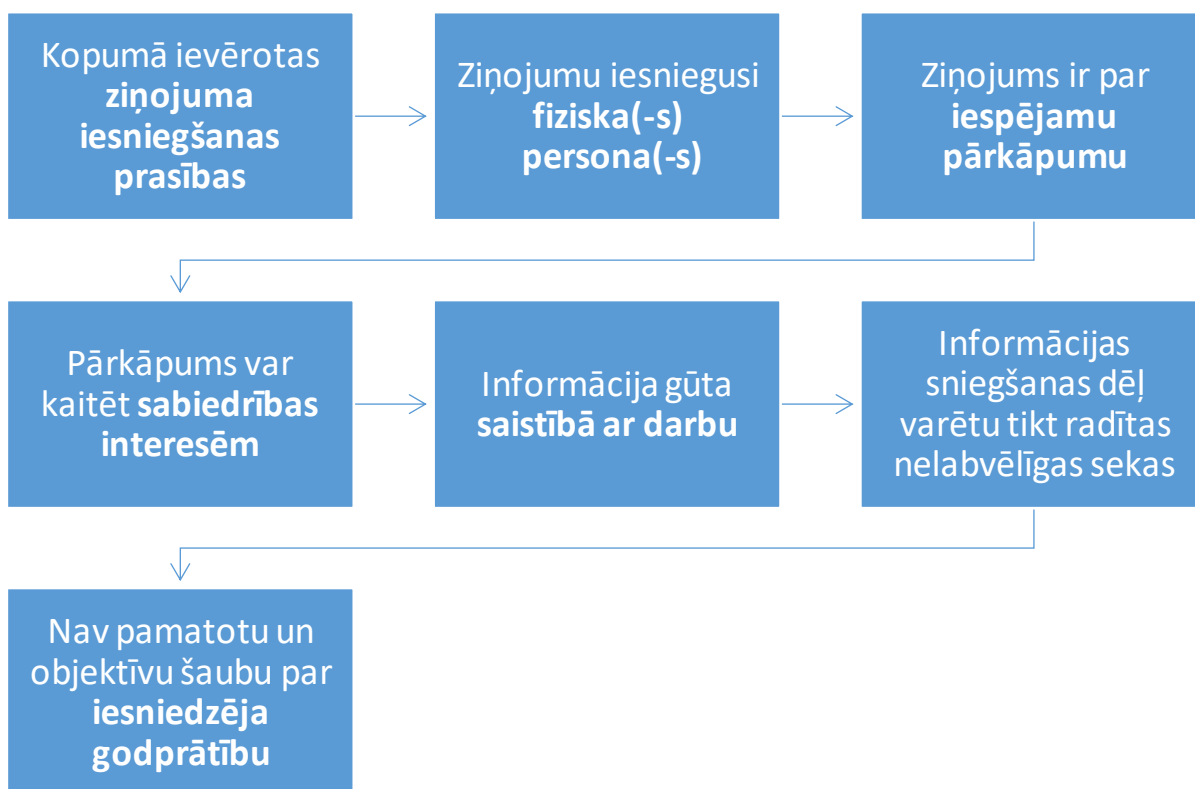 Kopumā ievērotas
ziņojuma
iesniegšanas
prasības
Ziņojumu iesniegusi
fiziska(-s)
persona(-s)
Ziņojums ir par
iespējamu
pārkāpumu
Pārkāpums var
kaitēt sabiedrības
interesēm
Informācija gūta
saistībā ar darbu
Informācijas
sniegšanas dēļ
varētu tikt radītas
nelabvēlīgas sekas
Nav pamatotu un
objektīvu šaubu par
iesniedzēja
godprātību